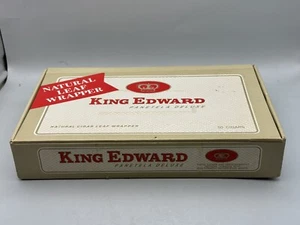 NATURAL
LEAF
WRAPPER
KING EDWARD
PANETELA DELUXE
NATURAL CIGAR LEAF WRAPPER
KING EDWARD
PANETELA DELUXE